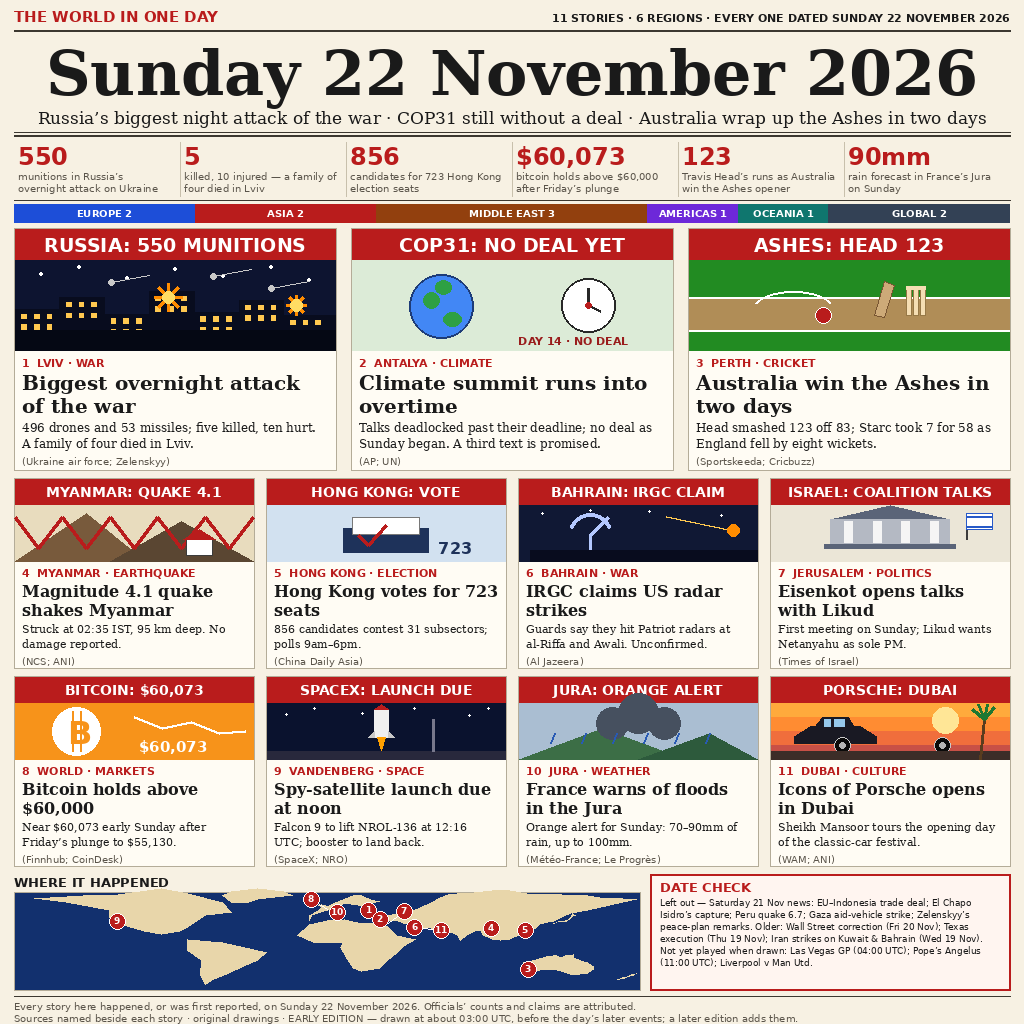 THE WORLD IN ONE DAY
11 STORIES · 6 REGIONS · EVERY ONE DATED SUNDAY 22 NOVEMBER 2026
Sunday 22 November 2026
Russia’s biggest night attack of the war · COP31 still without a deal · Australia wrap up the Ashes in two days
550
munitions in Russia’s
overnight attack on Ukraine
5
killed, 10 injured — a family of
four died in Lviv
856
candidates for 723 Hong Kong
election seats
$60,073
bitcoin holds above $60,000
after Friday’s plunge
123
Travis Head’s runs as Australia
win the Ashes opener
90mm
rain forecast in France’s Jura
on Sunday
EUROPE 2
ASIA 2
MIDDLE EAST 3
AMERICAS 1
OCEANIA 1
GLOBAL 2
RUSSIA: 550 MUNITIONS
1 LVIV · WAR
Biggest overnight attack
of the war
496 drones and 53 missiles; five killed, ten hurt.
A family of four died in Lviv.
(Ukraine air force; Zelenskyy)
COP31: NO DEAL YET
DAY 14 · NO DEAL
2 ANTALYA · CLIMATE
Climate summit runs into
overtime
Talks deadlocked past their deadline; no deal as
Sunday began. A third text is promised.
(AP; UN)
ASHES: HEAD 123
3 PERTH · CRICKET
Australia win the Ashes in
two days
Head smashed 123 off 83; Starc took 7 for 58 as
England fell by eight wickets.
(Sportskeeda; Cricbuzz)
MYANMAR: QUAKE 4.1
4 MYANMAR · EARTHQUAKE
Magnitude 4.1 quake
shakes Myanmar
Struck at 02:35 IST, 95 km deep. No
damage reported.
(NCS; ANI)
HONG KONG: VOTE
723
5 HONG KONG · ELECTION
Hong Kong votes for 723
seats
856 candidates contest 31 subsectors;
polls 9am–6pm.
(China Daily Asia)
BAHRAIN: IRGC CLAIM
6 BAHRAIN · WAR
IRGC claims US radar
strikes
Guards say they hit Patriot radars at
al-Riffa and Awali. Unconfirmed.
(Al Jazeera)
ISRAEL: COALITION TALKS
7 JERUSALEM · POLITICS
Eisenkot opens talks
with Likud
First meeting on Sunday; Likud wants
Netanyahu as sole PM.
(Times of Israel)
BITCOIN: $60,073
B
$60,073
8 WORLD · MARKETS
Bitcoin holds above
$60,000
Near $60,073 early Sunday after
Friday’s plunge to $55,130.
(Finnhub; CoinDesk)
SPACEX: LAUNCH DUE
9 VANDENBERG · SPACE
Spy-satellite launch due
at noon
Falcon 9 to lift NROL-136 at 12:16
UTC; booster to land back.
(SpaceX; NRO)
JURA: ORANGE ALERT
10 JURA · WEATHER
France warns of floods
in the Jura
Orange alert for Sunday: 70–90mm of
rain, up to 100mm.
(Météo-France; Le Progrès)
PORSCHE: DUBAI
11 DUBAI · CULTURE
Icons of Porsche opens
in Dubai
Sheikh Mansoor tours the opening day
of the classic-car festival.
(WAM; ANI)
WHERE IT HAPPENED
8
10
1
2
7
6
11
4
5
9
3
DATE CHECK
Left out — Saturday 21 Nov news: EU–Indonesia trade deal; El Chapo
Isidro’s capture; Peru quake 6.7; Gaza aid-vehicle strike; Zelenskyy’s
peace-plan remarks. Older: Wall Street correction (Fri 20 Nov); Texas
execution (Thu 19 Nov); Iran strikes on Kuwait & Bahrain (Wed 19 Nov).
Not yet played when drawn: Las Vegas GP (04:00 UTC); Pope’s Angelus
(11:00 UTC); Liverpool v Man Utd.
Every story here happened, or was first reported, on Sunday 22 November 2026. Officials’ counts and claims are attributed.
Sources named beside each story · original drawings · EARLY EDITION — drawn at about 03:00 UTC, before the day’s later events; a later edition adds them.